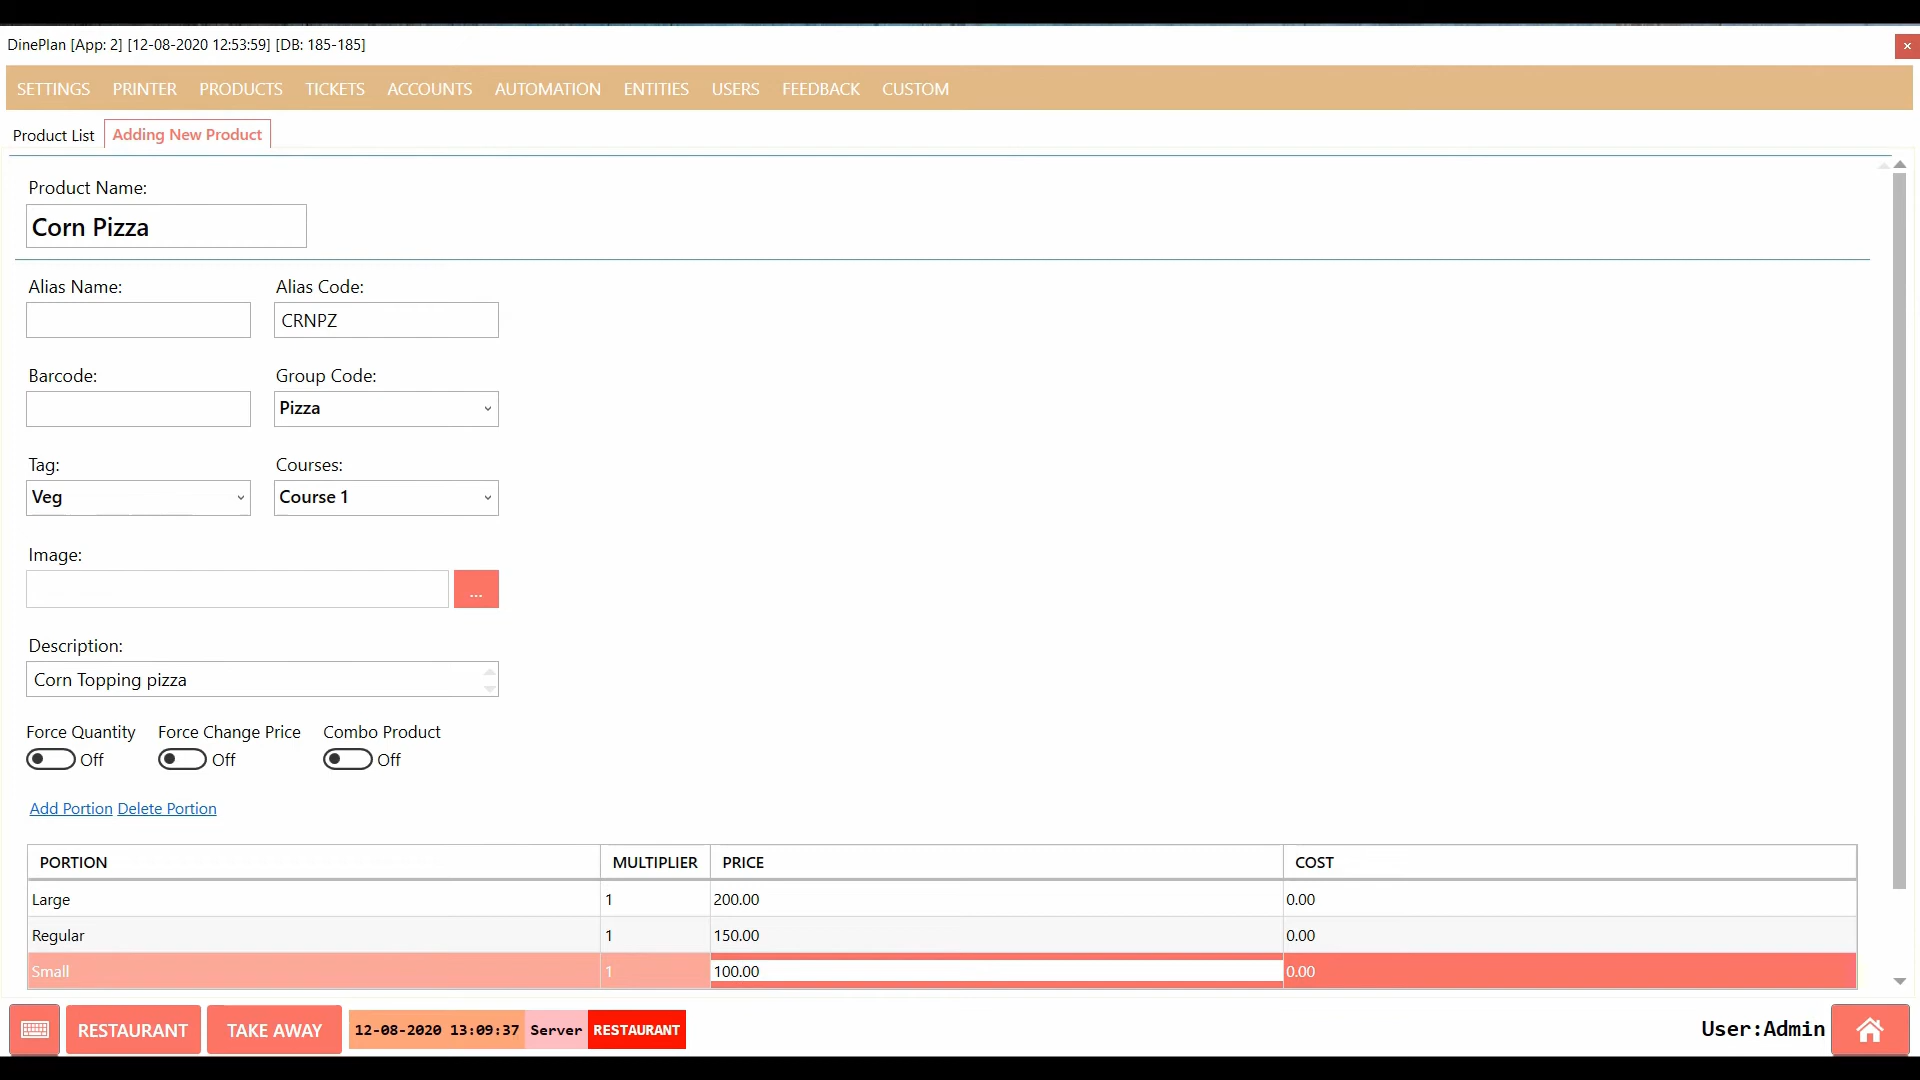 DinePlan [App: 2] [12-08-2020 12:53:59] [DB: 185-185]
SETTINGS PRINTER PRODUCTS TICKETS ACCOUNTS AUTOMATION ENTITIES USERS FEEDBACK CUSTOM
Product List Adding New Product
Product Name:
Corn Pizza
Alias Name: Alias Code:
CRNPZ
Barcode: Group Code:
Pizza
Tag: Courses:
Veg Course 1
Image:
...
Description:
Corn Topping pizza
Force Quantity Force Change Price Combo Product
Off Off Off
Add Portion Delete Portion
PORTION MULTIPLIER PRICE COST
Large 1 200.00 0.00
Regular 1 150.00 0.00
Small 1 100.00 0.00
RESTAURANT TAKE AWAY 12-08-2020 13:09:37 Server RESTAURANT User:Admin